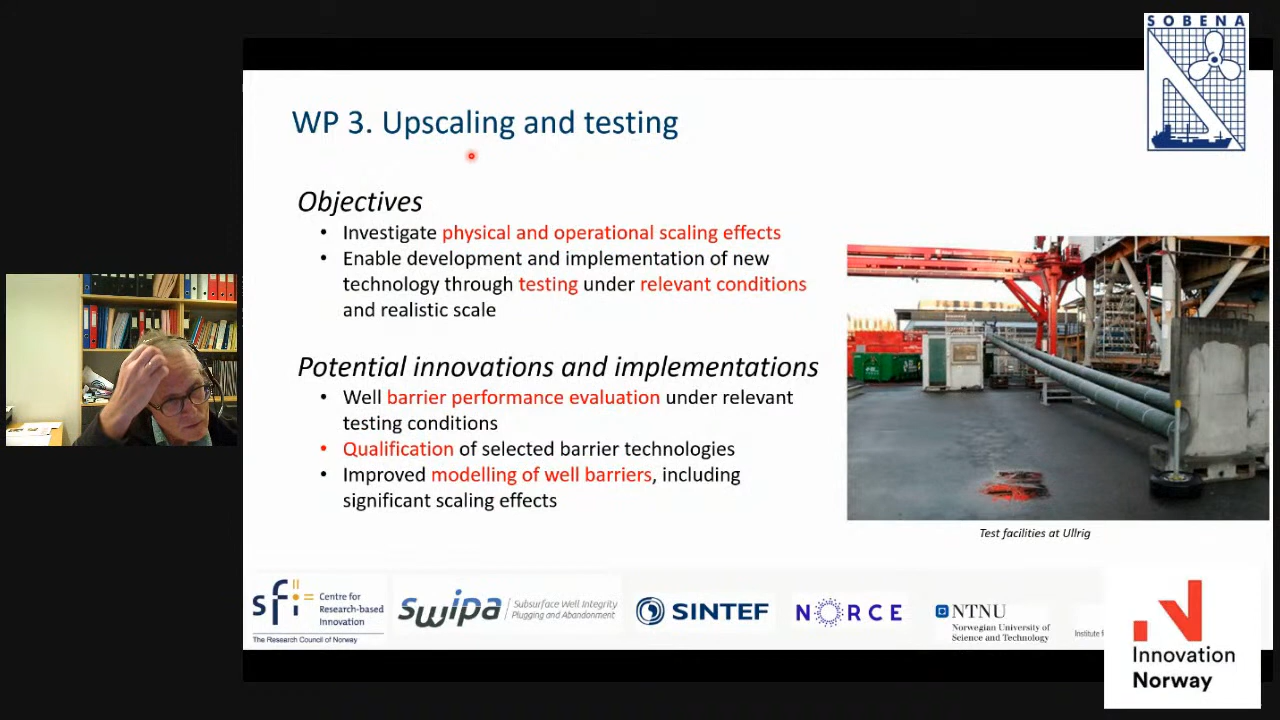 SOBENA
WP 3. Upscaling and testing
Objectives
• Investigate physical and operational scaling effects
• Enable development and implementation of new
technology through testing under relevant conditions
and realistic scale
Potential innovations and implementations
• Well barrier performance evaluation under relevant
testing conditions
• Qualification of selected barrier technologies
• Improved modelling of well barriers, including
significant scaling effects
Test facilities at Ullrig
sfi
Centre for
Research-based
Innovation
The Research Council of Norway
swipa
Subsurface Well Integrity
Plugging and Abandonment
SINTEF
NORCE
NTNU
Norwegian University of
Science and Technology
Institute f
Innovation
Norway